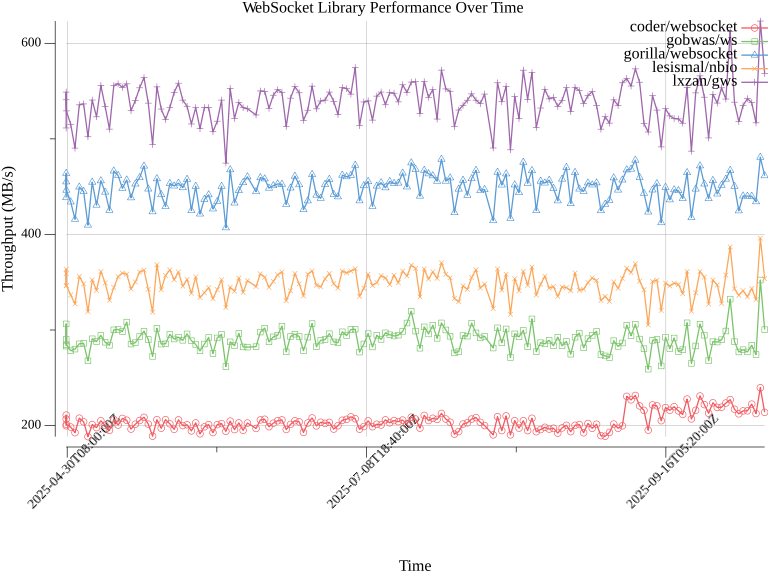 WebSocket Library Performance Over Time
coder/websocket
gobwas/ws
gorilla/websocket
lesismal/nbio
lxzan/gws
Throughput (MB/s)
600
400
200
2025-04-30T08:00:00Z
2025-07-08T18:40:00Z
2025-09-16T05:20:00Z
Time